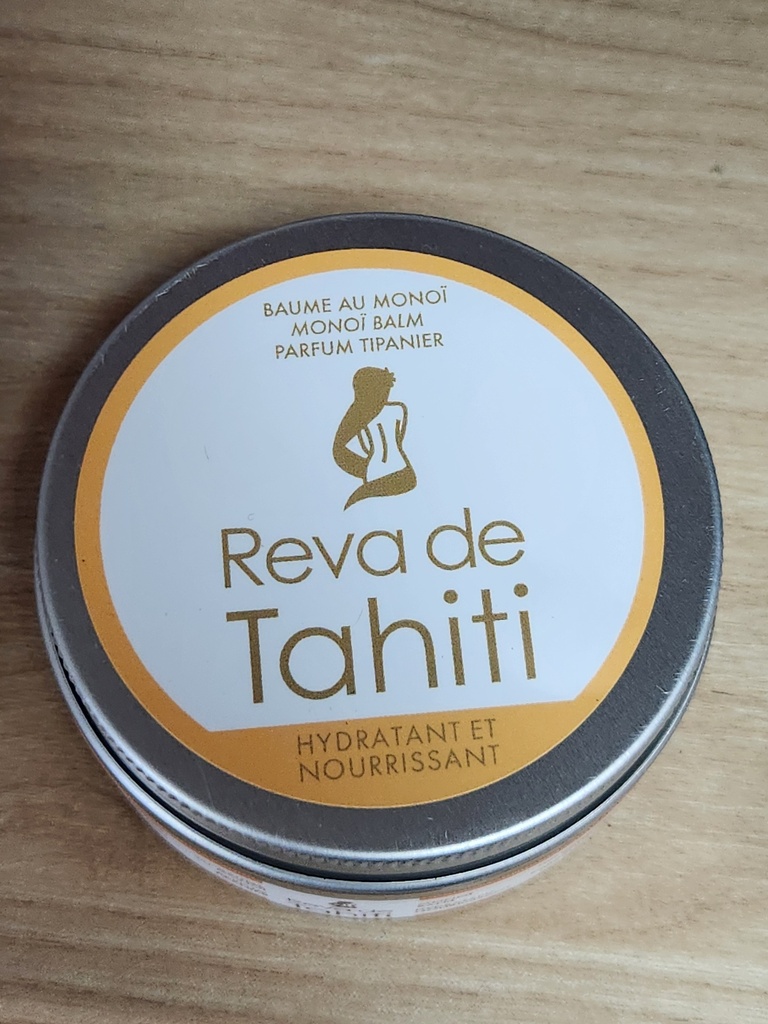 BAUME AU MONOÏ
MONOÏ BALM
PARFUM TIPANIER
Reva de
Tahiti
HYDRATANT ET
NOURRISSANT